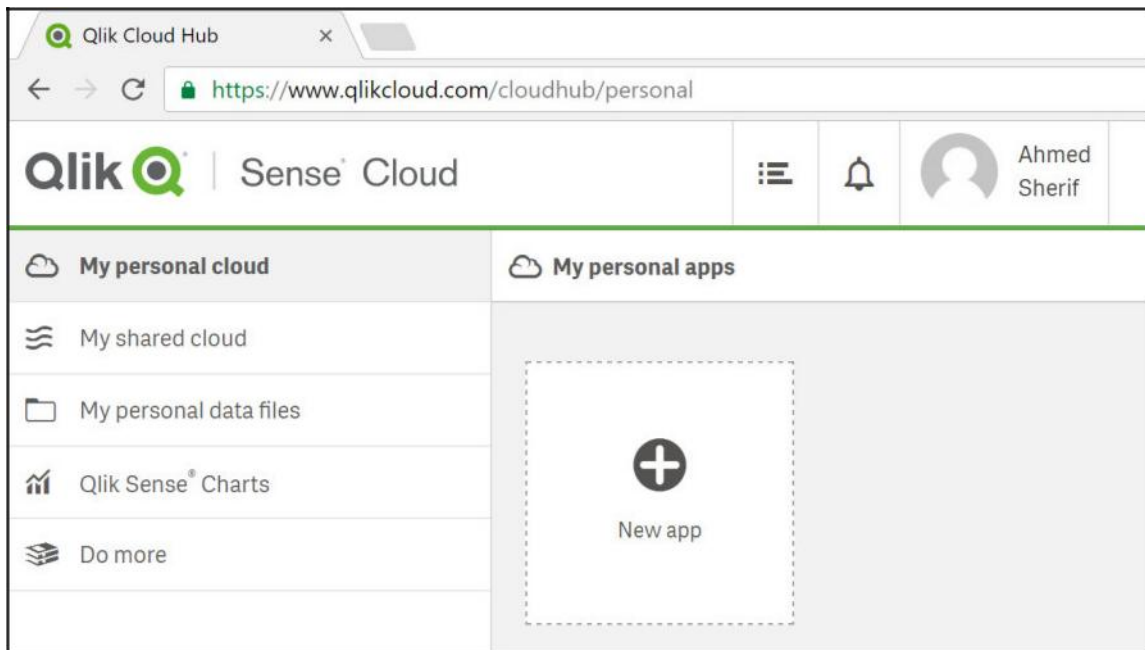 Qlik Cloud Hub
https://www.qlikcloud.com/cloudhub/personal
Qlik | Sense® Cloud
Ahmed
Sherif
My personal cloud
My personal apps
My shared cloud
My personal data files
Qlik Sense® Charts
Do more
New app